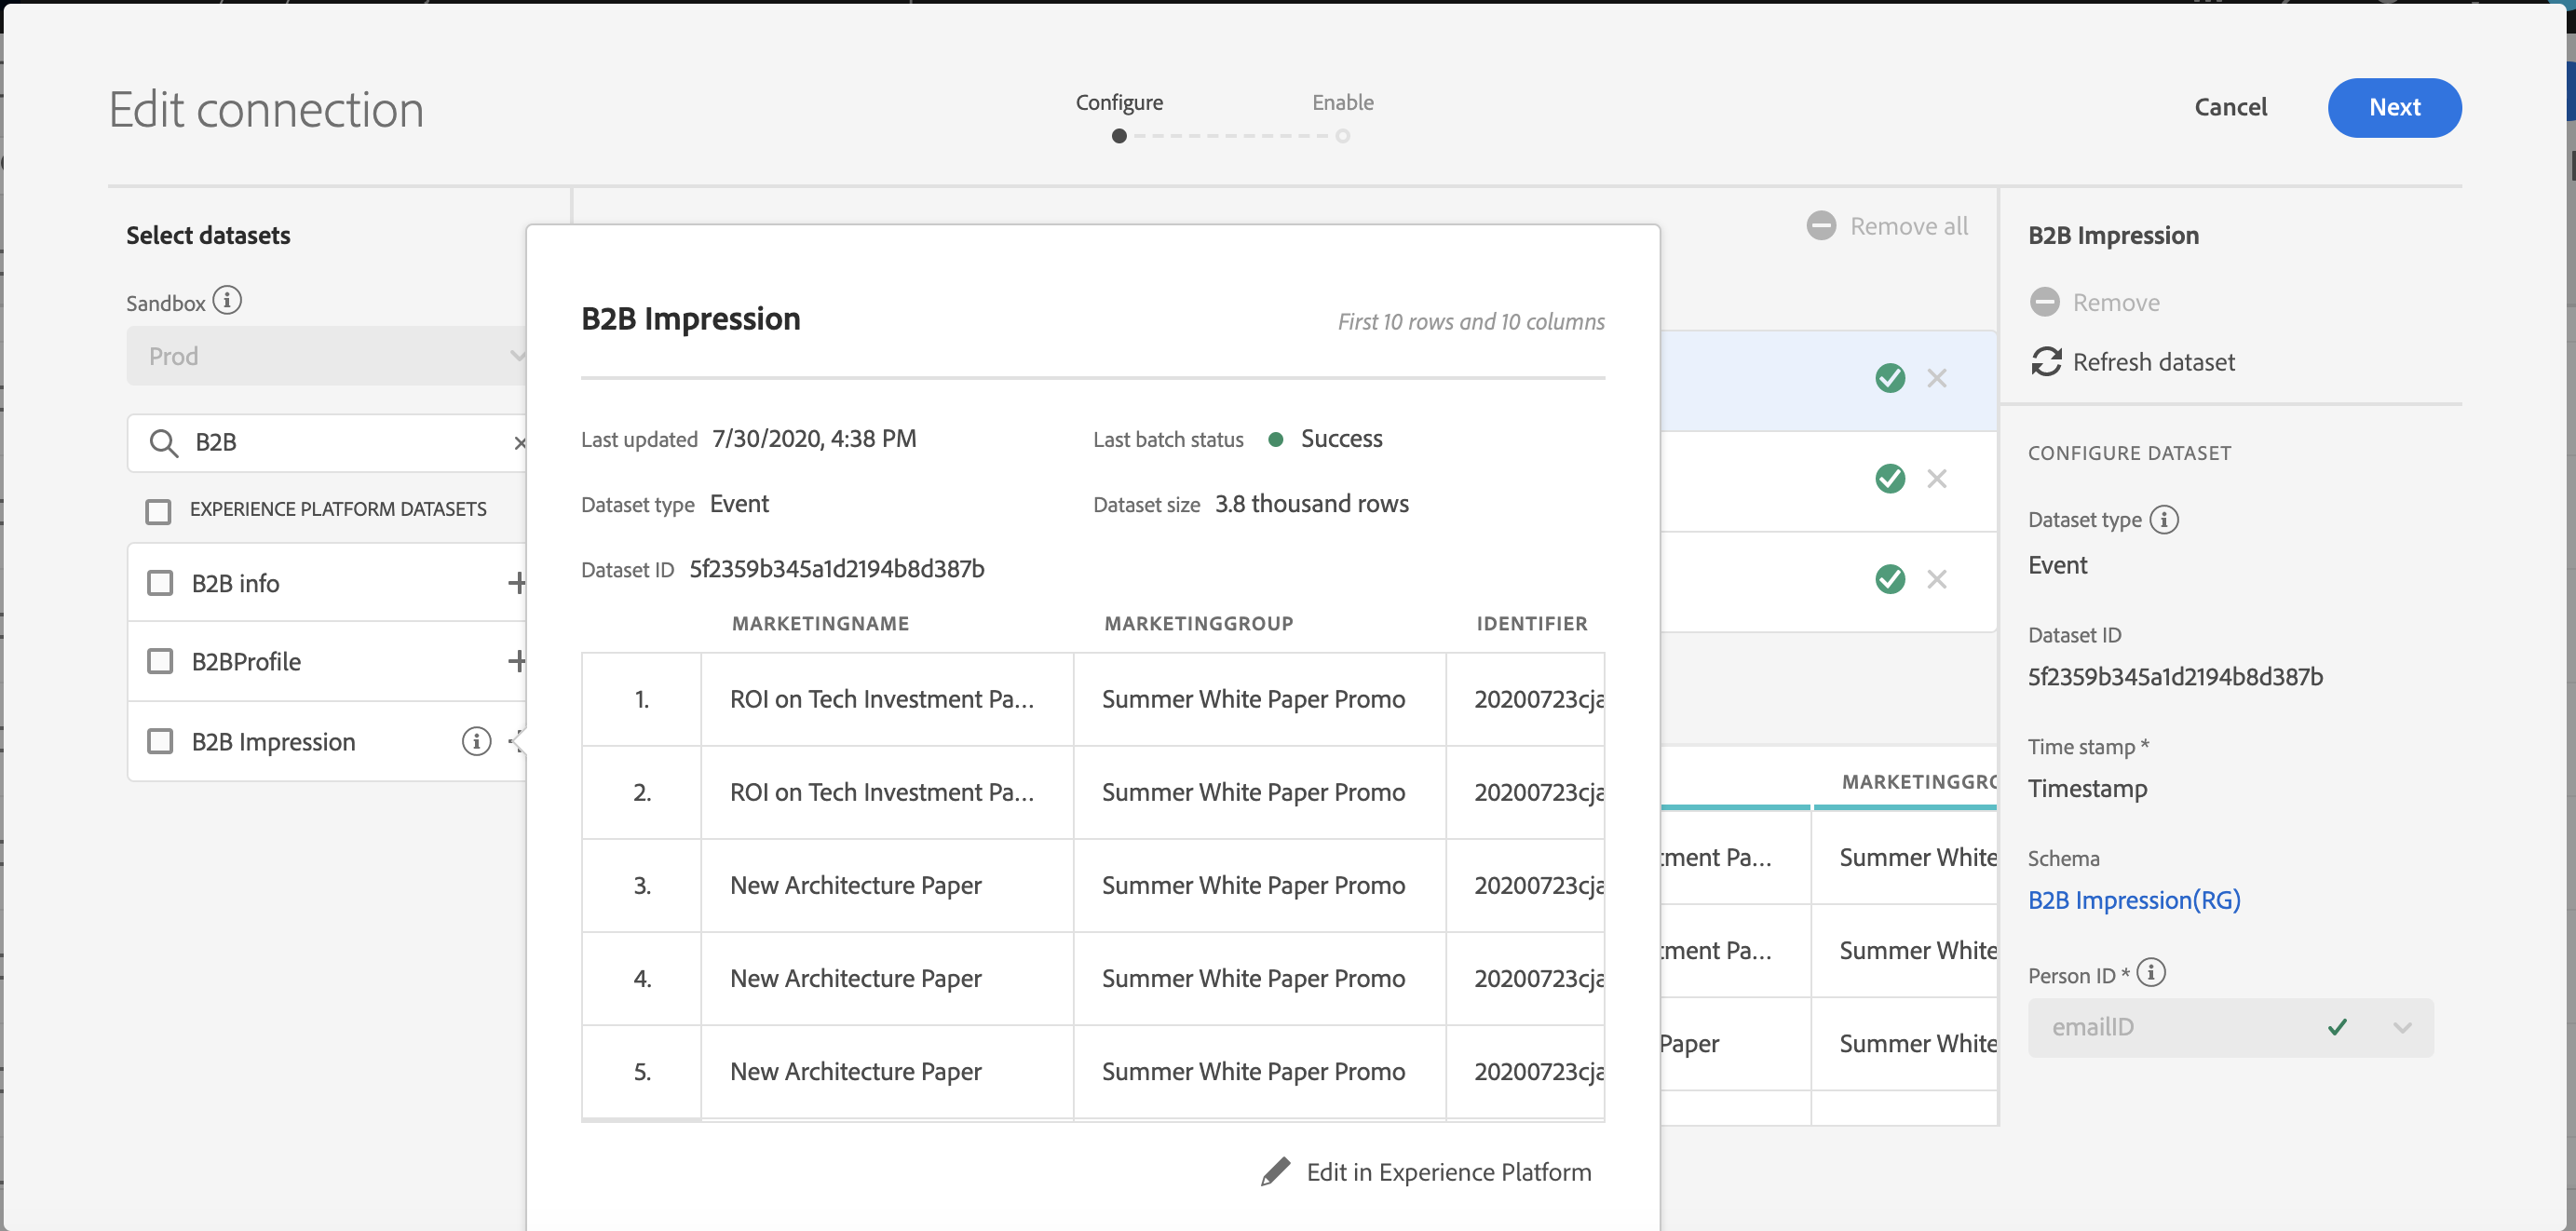 Edit connection
Configure
Enable
Cancel
Next
Select datasets
Sandbox
Prod
B2B
EXPERIENCE PLATFORM DATASETS
B2B info
B2BProfile
B2B Impression
B2B Impression
First 10 rows and 10 columns
Last updated 7/30/2020, 4:38 PM
Last batch status Success
Dataset type Event
Dataset size 3.8 thousand rows
Dataset ID 5f2359b345a1d2194b8d387b
MARKETINGNAME MARKETINGGROUP IDENTIFIER
1. ROI on Tech Investment Pa... Summer White Paper Promo 20200723cja
2. ROI on Tech Investment Pa... Summer White Paper Promo 20200723cja
3. New Architecture Paper Summer White Paper Promo 20200723cja
4. New Architecture Paper Summer White Paper Promo 20200723cja
5. New Architecture Paper Summer White Paper Promo 20200723cja
Edit in Experience Platform
Remove all
MARKETINGGRO
tment Pa... Summer White
tment Pa... Summer White
Paper Summer White
B2B Impression
Remove
Refresh dataset
CONFIGURE DATASET
Dataset type
Event
Dataset ID
5f2359b345a1d2194b8d387b
Time stamp *
Timestamp
Schema
B2B Impression(RG)
Person ID *
emailID